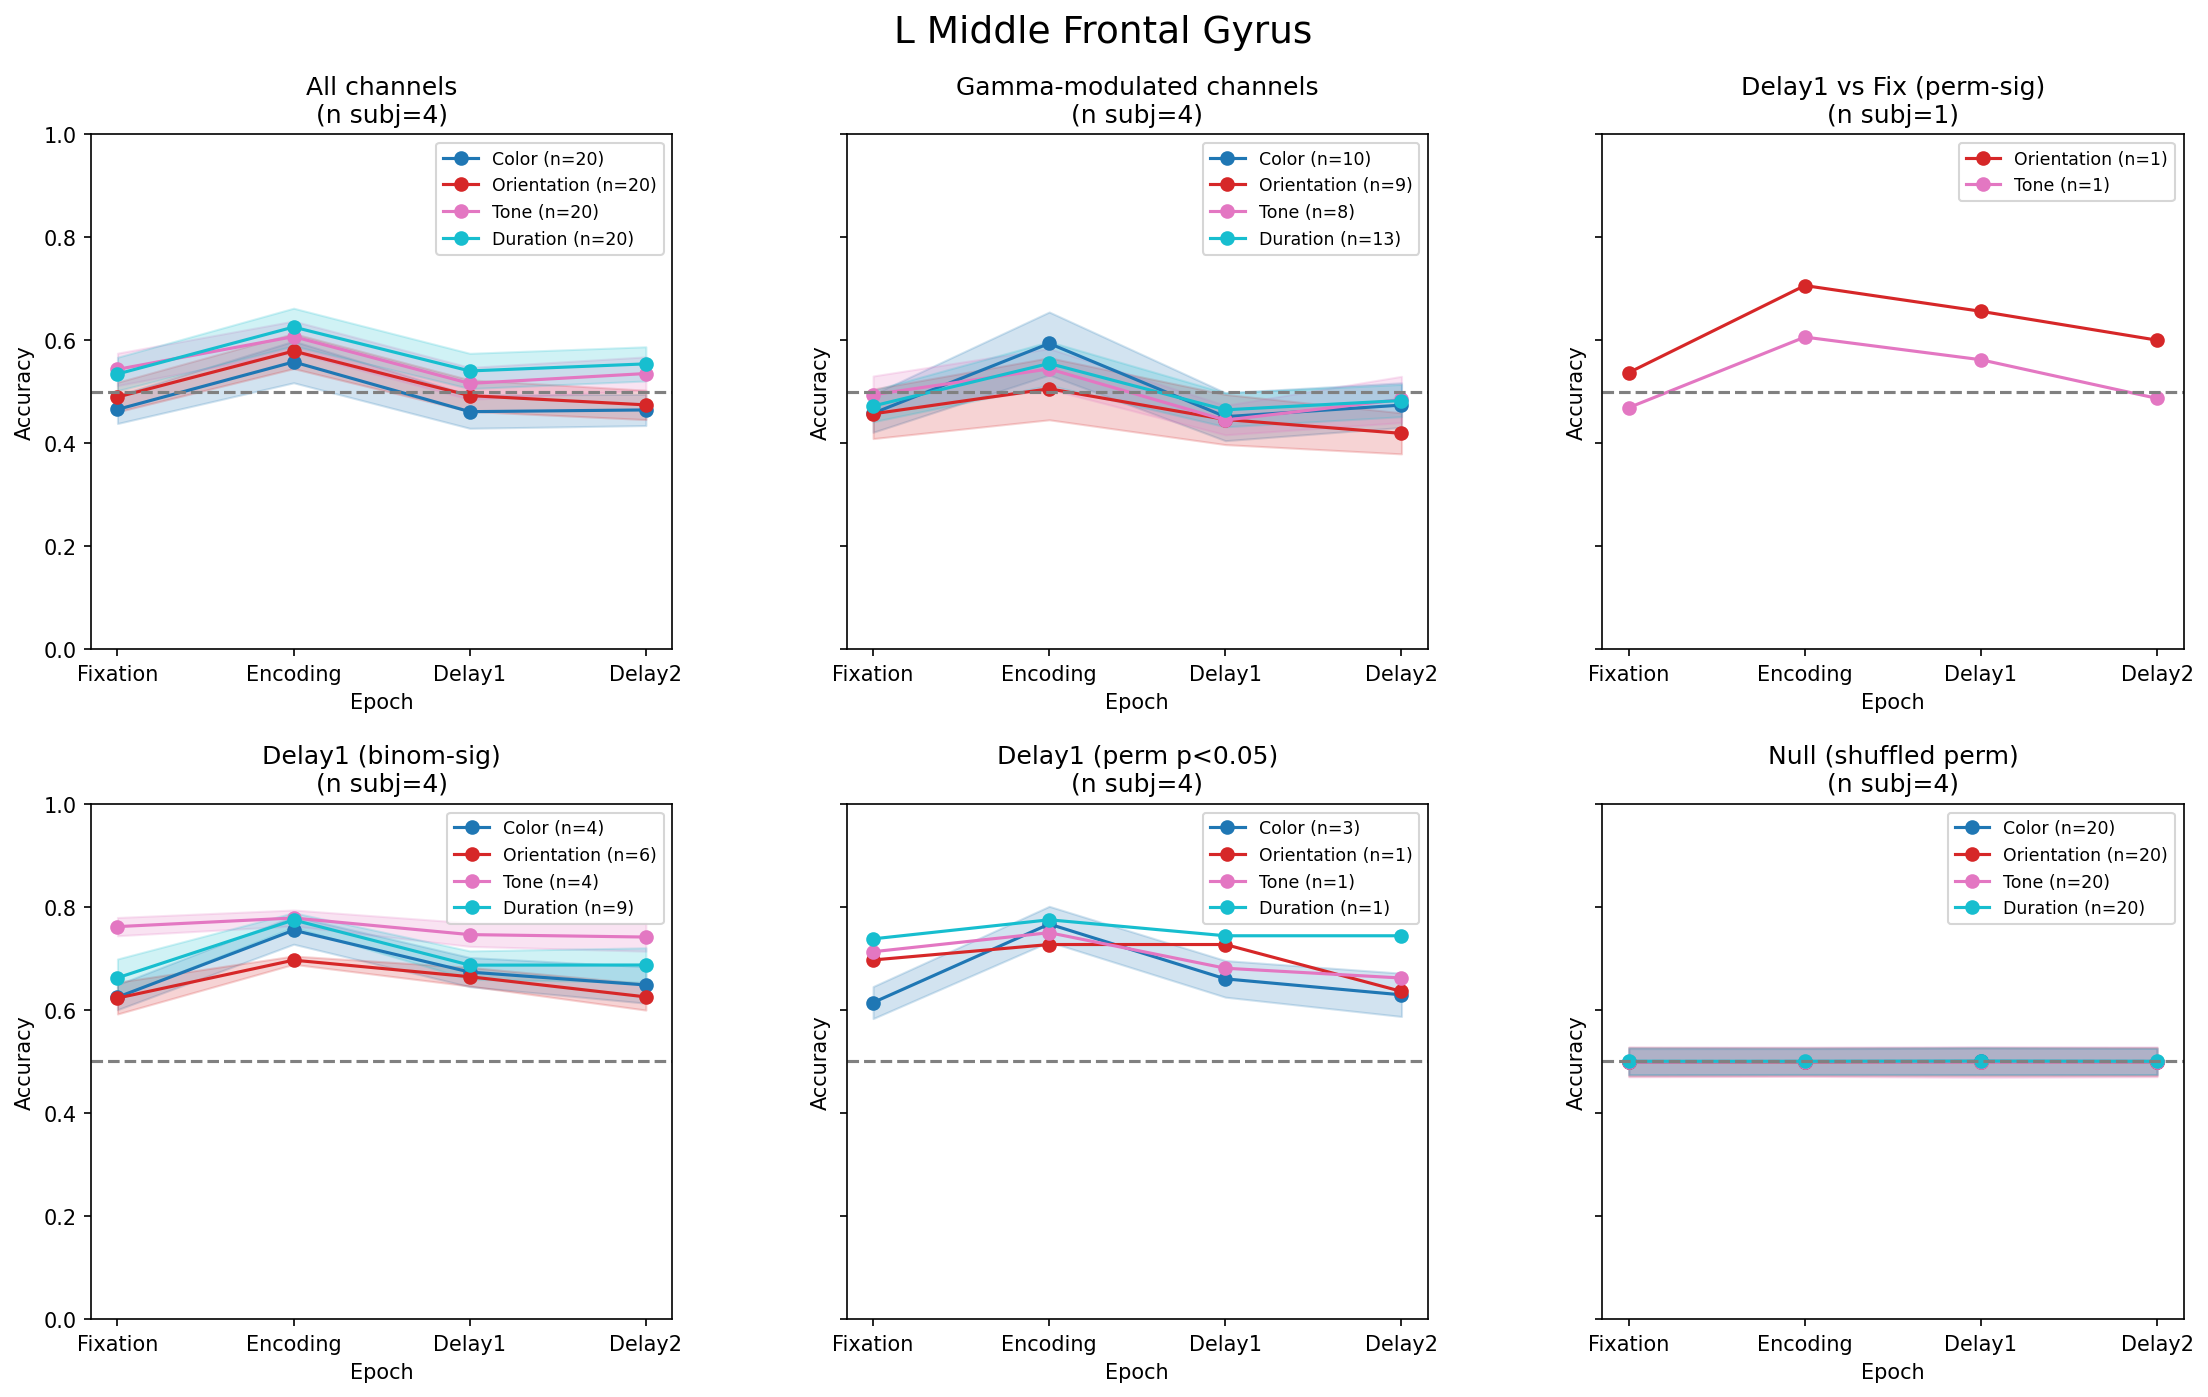 L Middle Frontal Gyrus
All channels
(n subj=4)
1.0
0.8
0.6
0.4
0.2
0.0
Accuracy
Color (n=20)
Orientation (n=20)
Tone (n=20)
Duration (n=20)
Fixation Encoding Delay1 Delay2
Epoch
Gamma-modulated channels
(n subj=4)
Accuracy
Color (n=10)
Orientation (n=9)
Tone (n=8)
Duration (n=13)
Fixation Encoding Delay1 Delay2
Epoch
Delay1 vs Fix (perm-sig)
(n subj=1)
Accuracy
Orientation (n=1)
Tone (n=1)
Fixation Encoding Delay1 Delay2
Epoch
Delay1 (binom-sig)
(n subj=4)
1.0
0.8
0.6
0.4
0.2
0.0
Accuracy
Color (n=4)
Orientation (n=6)
Tone (n=4)
Duration (n=9)
Fixation Encoding Delay1 Delay2
Epoch
Delay1 (perm p<0.05)
(n subj=4)
Accuracy
Color (n=3)
Orientation (n=1)
Tone (n=1)
Duration (n=1)
Fixation Encoding Delay1 Delay2
Epoch
Null (shuffled perm)
(n subj=4)
Accuracy
Color (n=20)
Orientation (n=20)
Tone (n=20)
Duration (n=20)
Fixation Encoding Delay1 Delay2
Epoch